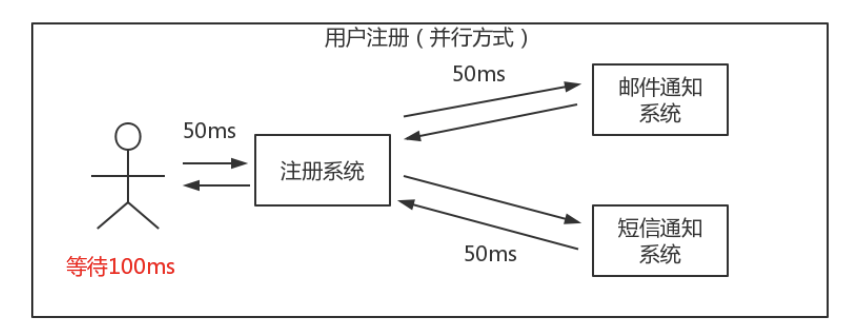 用户注册（并行方式）
50ms
邮件通知
系统
50ms
注册系统
短信通知
系统
50ms
等待100ms